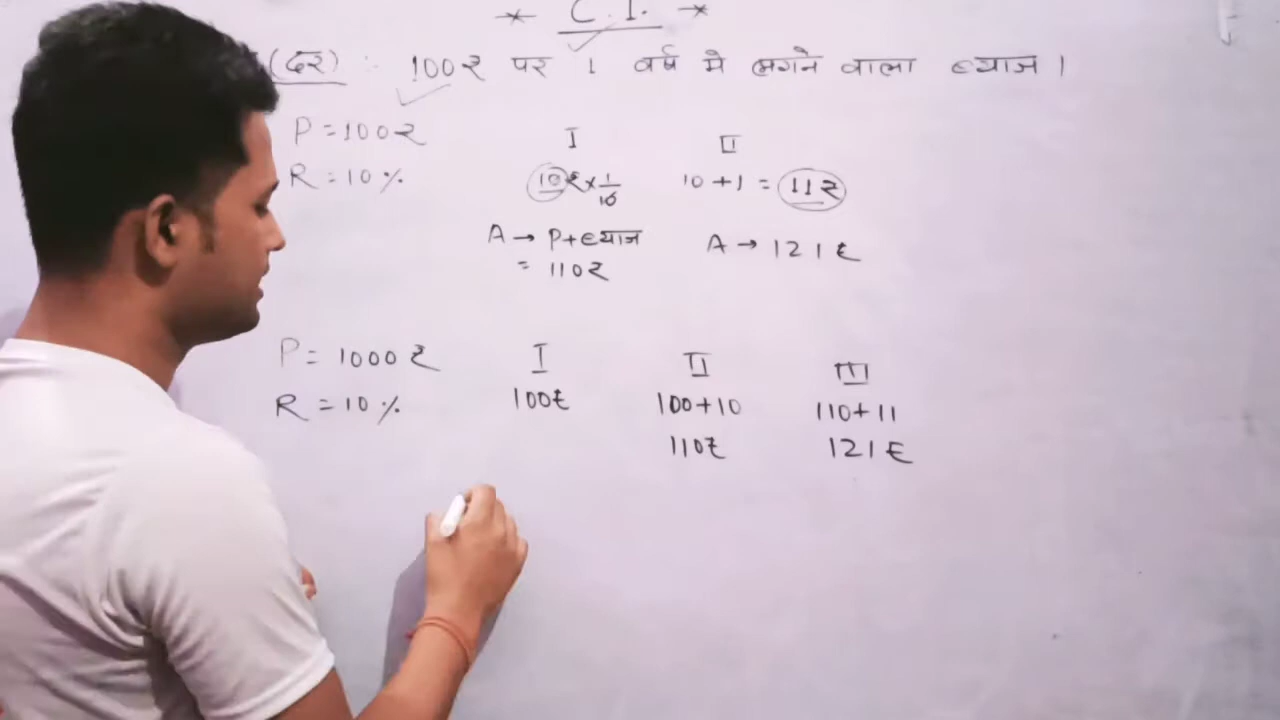 * C.I. *
(दर) : 100₹ पर 1 वर्ष मे लगने वाला ब्याज ।
P = 100₹
R = 10%
I II
10₹ × 1/10 10 + 1 = 11₹
A → P + ब्याज A → 121₹
= 110₹
P = 1000₹ I II III
R = 10% 100₹ 100+10 110+11
110₹ 121₹